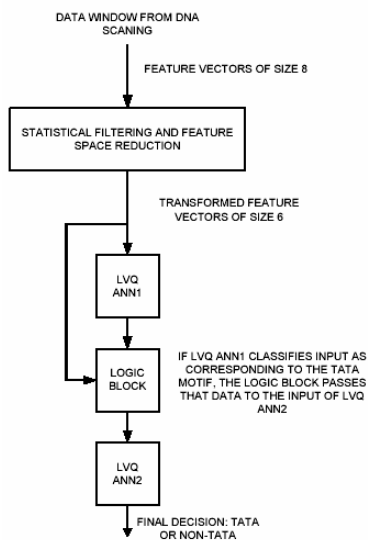 DATA WINDOW FROM DNA
SCANING
FEATURE VECTORS OF SIZE 8
STATISTICAL FILTERING AND FEATURE
SPACE REDUCTION
TRANSFORMED FEATURE
VECTORS OF SIZE 6
LVQ
ANN1
LOGIC
BLOCK
IF LVQ ANN1 CLASSIFIES INPUT AS
CORRESPONDING TO THE TATA
MOTIF, THE LOGIC BLOCK PASSES
THAT DATA TO THE INPUT OF LVQ
ANN2
LVQ
ANN2
FINAL DECISION: TATA
OR NON-TATA